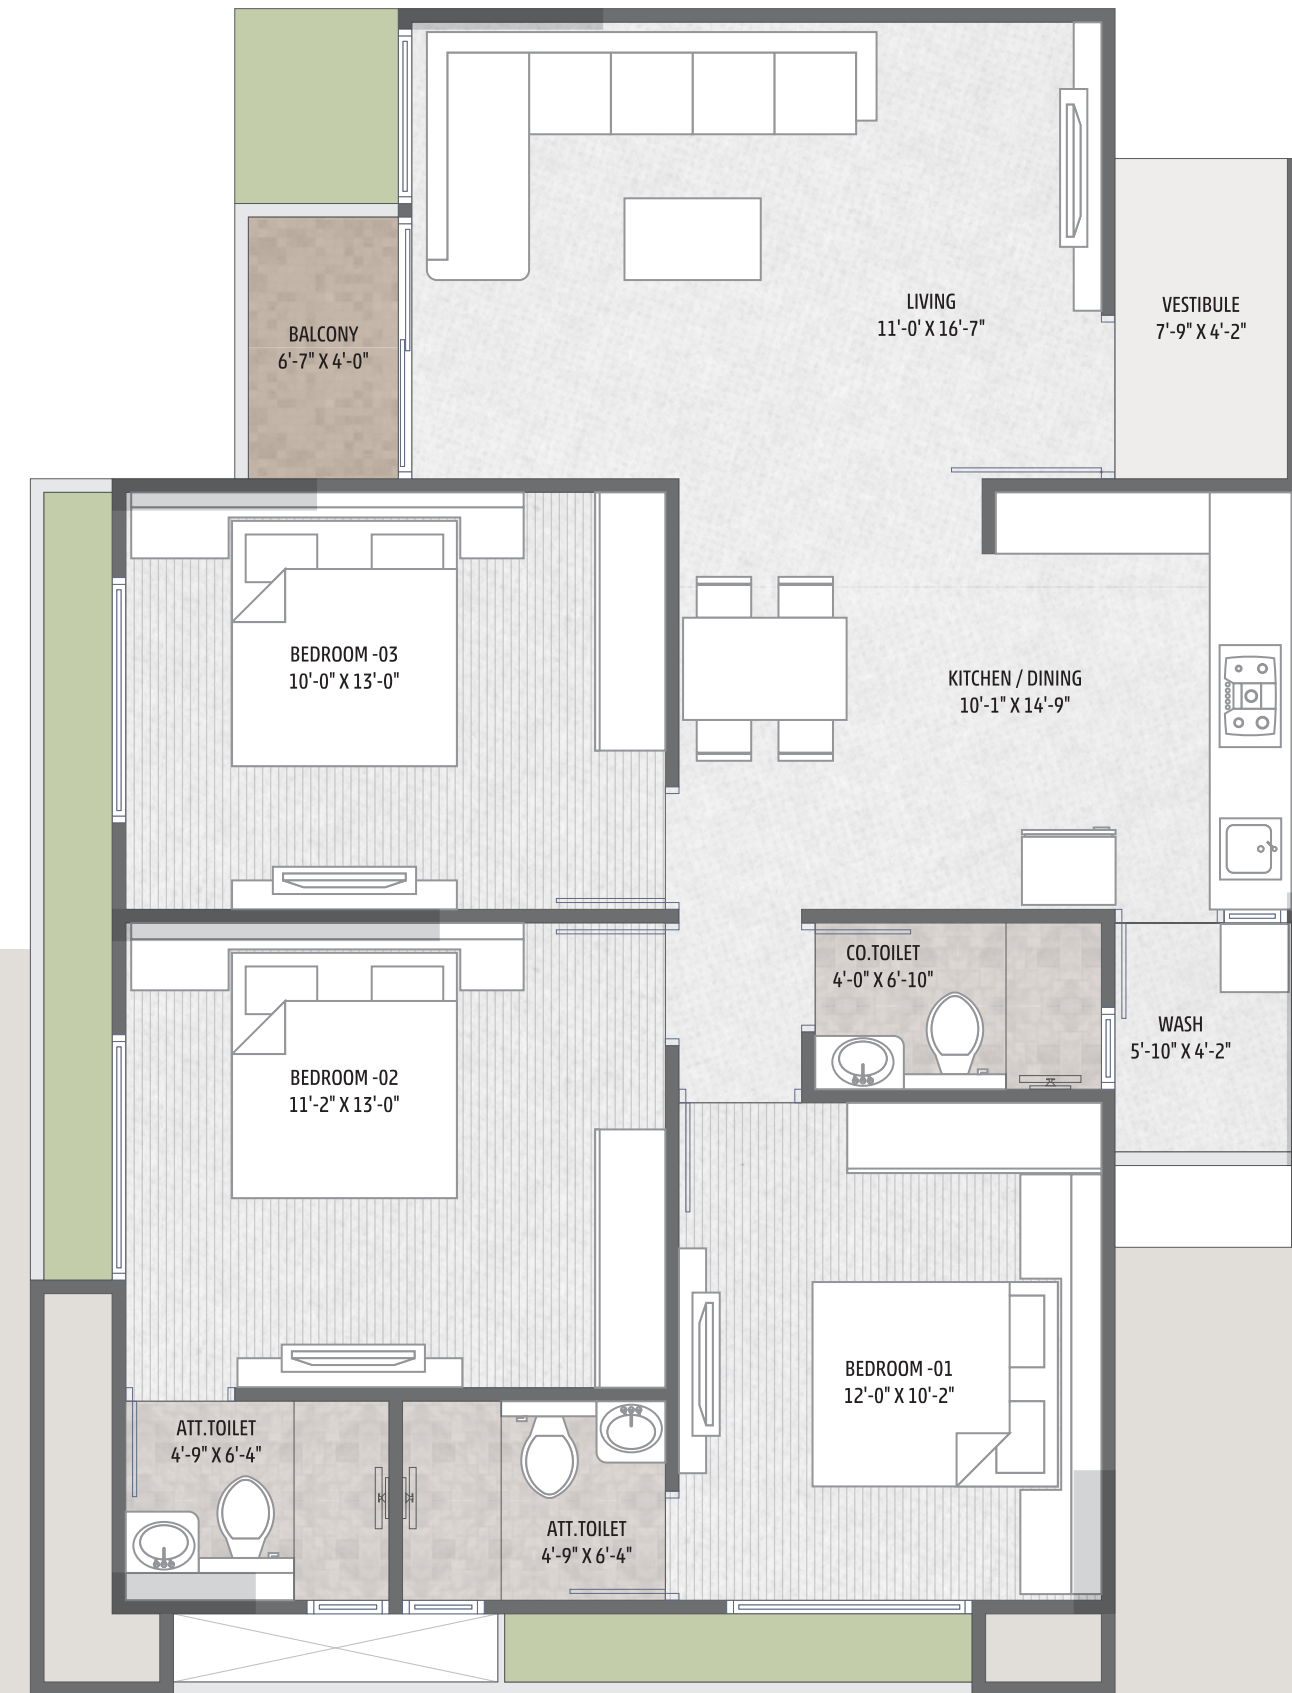 LIVING
11'-0' X 16'-7"
VESTIBULE
7'-9" X 4'-2"
BALCONY
6'-7" X 4'-0"
BEDROOM -03
10'-0" X 13'-0"
KITCHEN / DINING
10'-1" X 14'-9"
CO.TOILET
4'-0" X 6'-10"
WASH
5'-10" X 4'-2"
BEDROOM -02
11'-2" X 13'-0"
BEDROOM -01
12'-0" X 10'-2"
ATT.TOILET
4'-9" X 6'-4"
ATT.TOILET
4'-9" X 6'-4"